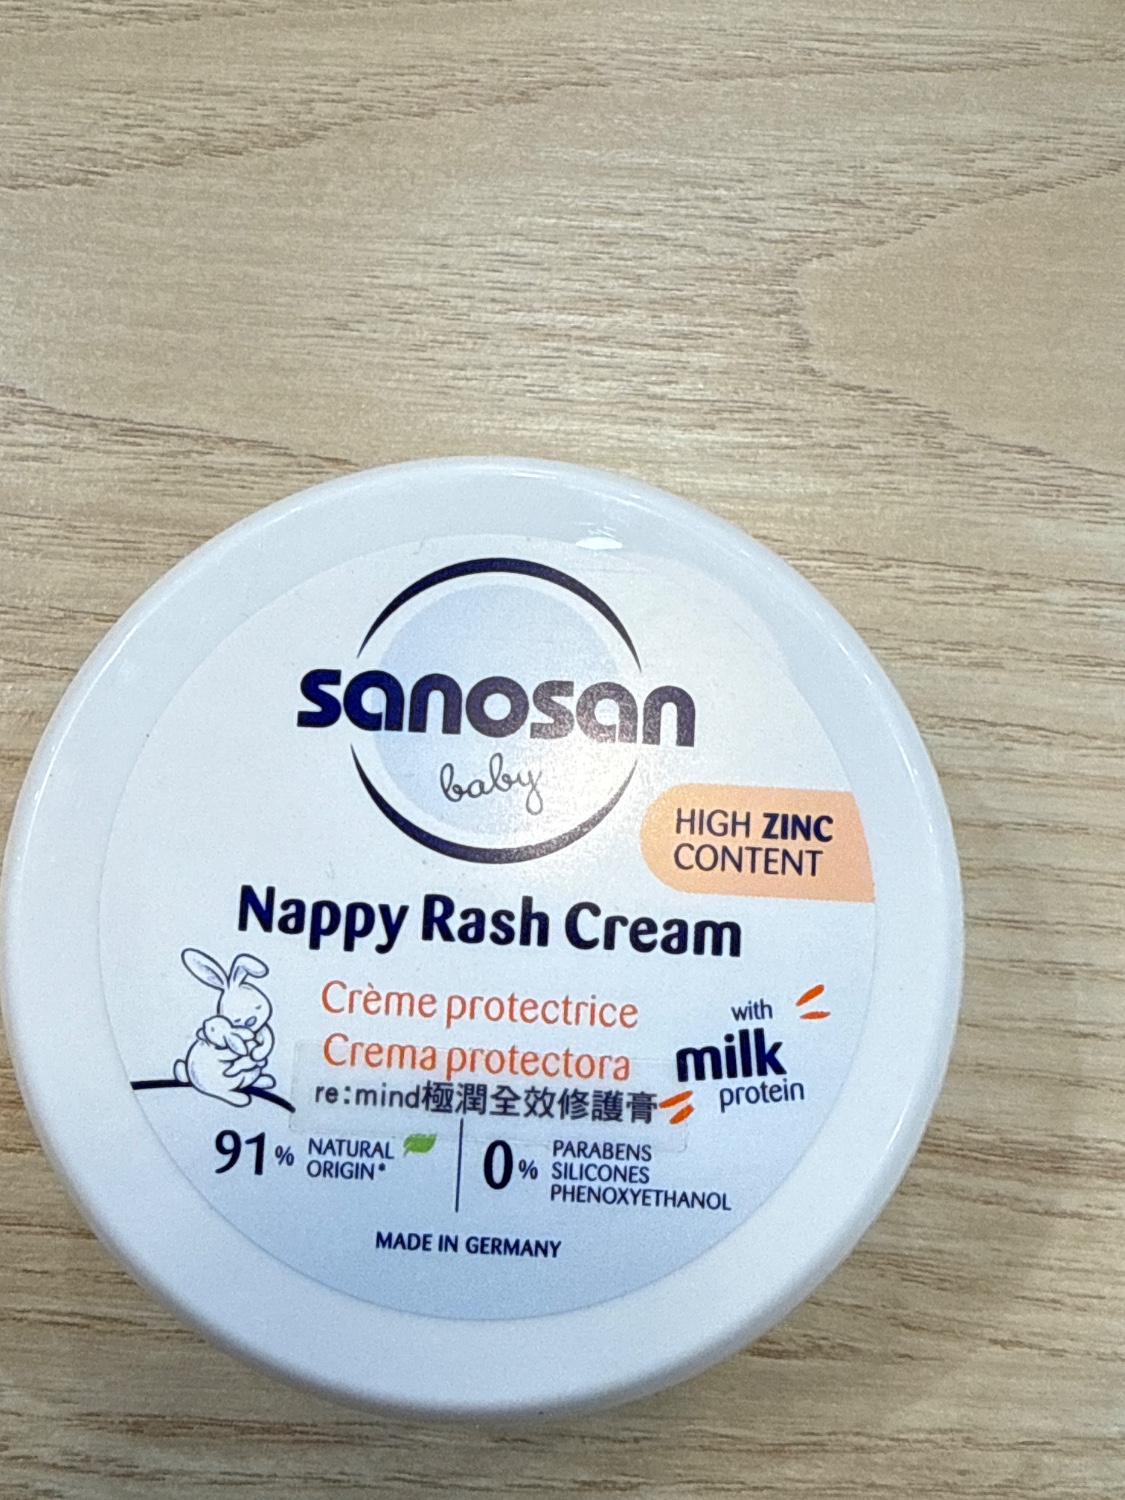 sanosan
baby
HIGH ZINC
CONTENT
Nappy Rash Cream
Crème protectrice
Crema protectora
with
milk
protein
re:mind極潤全效修護膏
91% NATURAL
ORIGIN*
0% PARABENS
SILICONES
PHENOXYETHANOL
MADE IN GERMANY